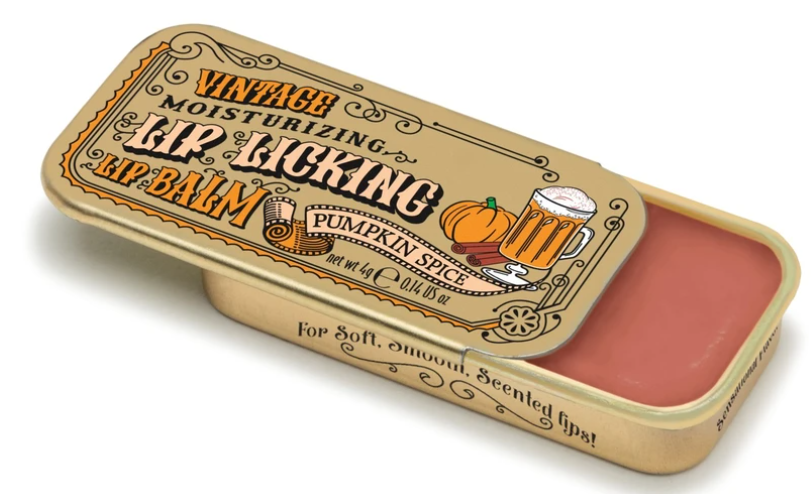 VINTAGE
MOISTURIZING
LIP LICKING
LIP BALM
PUMPKIN SPICE
net wt 4g ℮ 0.14 US oz
For Soft, Smooth, Scented lips!
Sensational